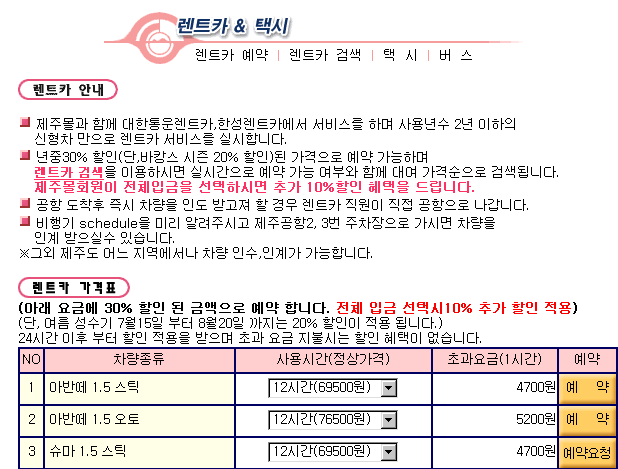 렌트카 & 택시
렌트카 예약 | 렌트카 검색 | 택 시 | 버 스
렌트카 안내
제주몰과 함께 대한통운렌트카,한성렌트카에서 서비스를 하며 사용년수 2년 이하의
신형차 만으로 렌트카 서비스를 실시합니다.
년중30% 할인(단,바캉스 시즌 20% 할인)된 가격으로 예약 가능하며
렌트카 검색을 이용하시면 실시간으로 예약 가능 여부와 함께 대여 가격순으로 검색됩니다.
제주몰회원이 전체입금을 선택하시면 추가 10%할인 혜택을 드립니다.
공항 도착후 즉시 차량을 인도 받고져 할 경우 렌트카 직원이 직접 공항으로 나갑니다.
비행기 schedule을 미리 알려주시고 제주공항2, 3번 주차장으로 가시면 차량을
인계 받으실수 있습니다.
※그외 제주도 어느 지역에서나 차량 인수,인계가 가능합니다.
렌트카 가격표
(아래 요금에 30% 할인 된 금액으로 예약 합니다. 전체 입금 선택시10% 추가 할인 적용)
(단, 여름 성수기 7월15일 부터 8월20일 까지는 20% 할인이 적용 됩니다.)
24시간 이후 부터 할인 적용을 받으며 초과 요금 지불시는 할인 혜택이 없습니다.
NO 차량종류 사용시간(정상가격) 초과요금(1시간) 예약
1 아반떼 1.5 스틱 12시간(69500원) 4700원 예 약
2 아반떼 1.5 오토 12시간(76500원) 5200원 예 약
3 슈마 1.5 스틱 12시간(69500원) 4700원 예약요청